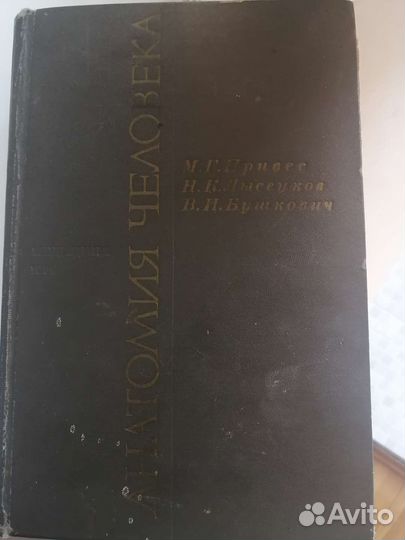 АНАТОМИЯ ЧЕЛОВЕКА
М. Г. Привес
Н. К. Лысенков
В. И. Бушкович
Avito